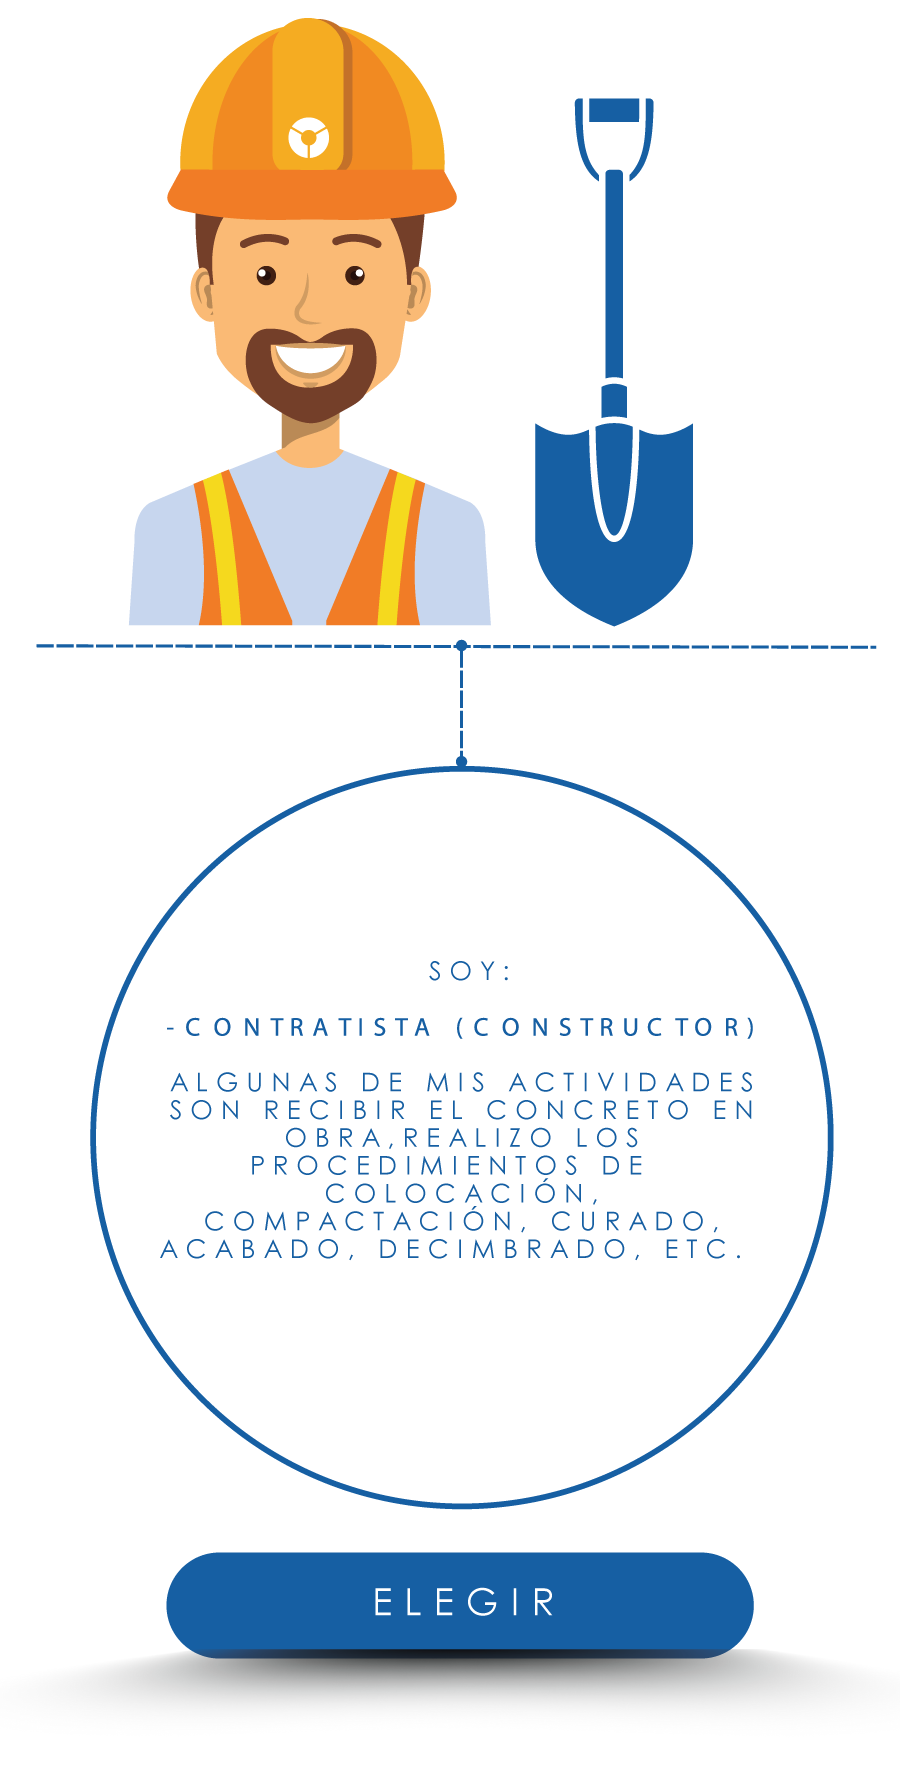 SOY:
-CONTRATISTA (CONSTRUCTOR)
ALGUNAS DE MIS ACTIVIDADES
SON RECIBIR EL CONCRETO EN
OBRA,REALIZO LOS
PROCEDIMIENTOS DE
COLOCACIÓN,
COMPACTACIÓN, CURADO,
ACABADO, DECIMBRADO, ETC.
ELEGIR